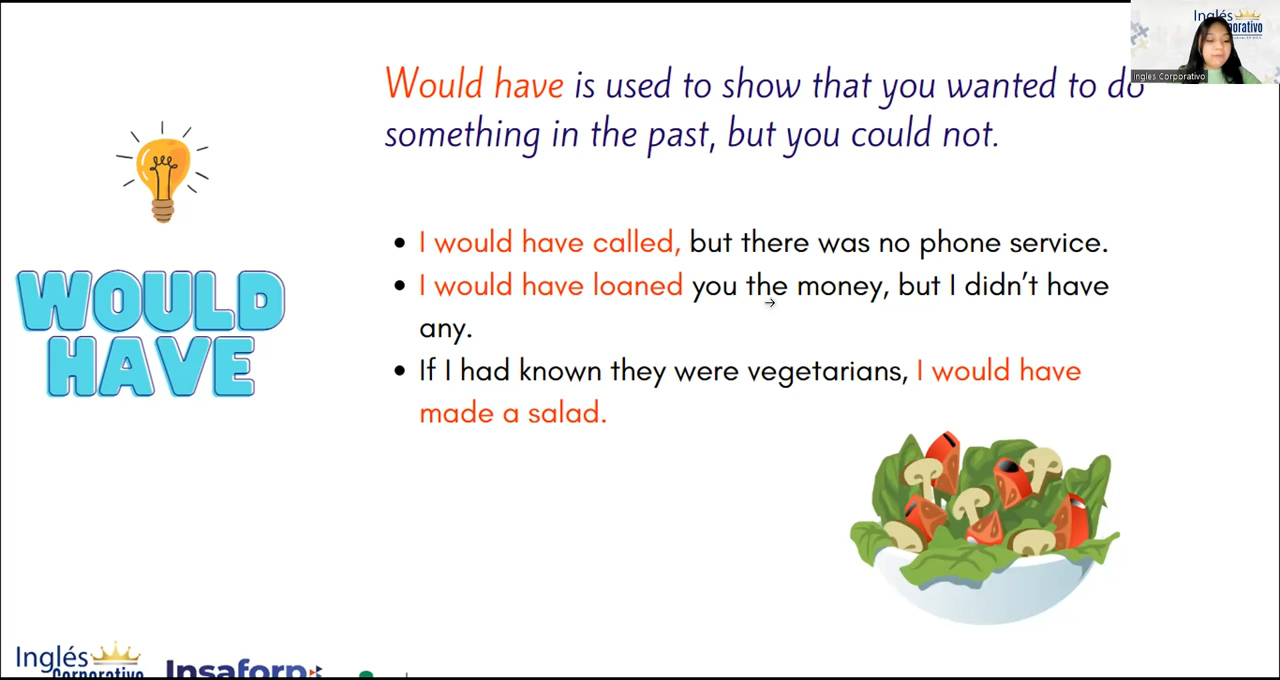 Inglés
Corporativo
Ingles Corporativo
Would have is used to show that you wanted to do
something in the past, but you could not.
WOULD
HAVE
• I would have called, but there was no phone service.
• I would have loaned you the money, but I didn't have
any.
• If I had known they were vegetarians, I would have
made a salad.
Inglés
Corporativo
Insaforp